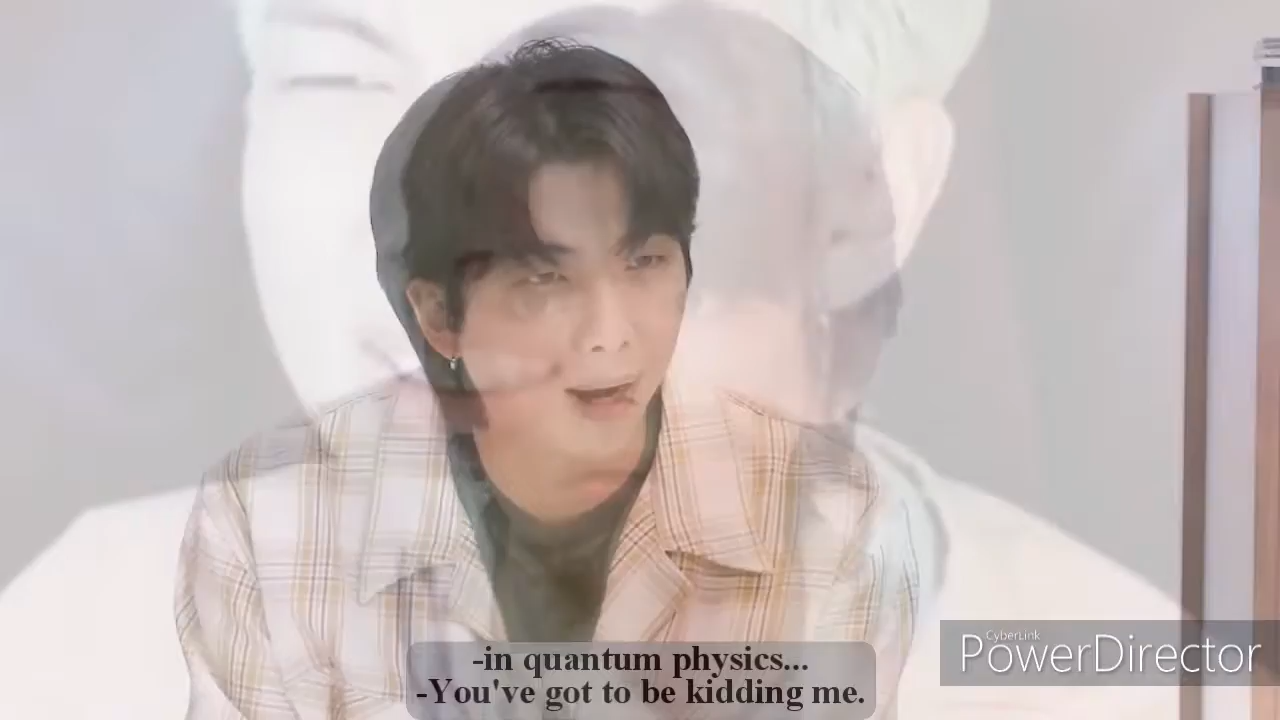 -in quantum physics...
-You've got to be kidding me.
CyberLink
PowerDirector